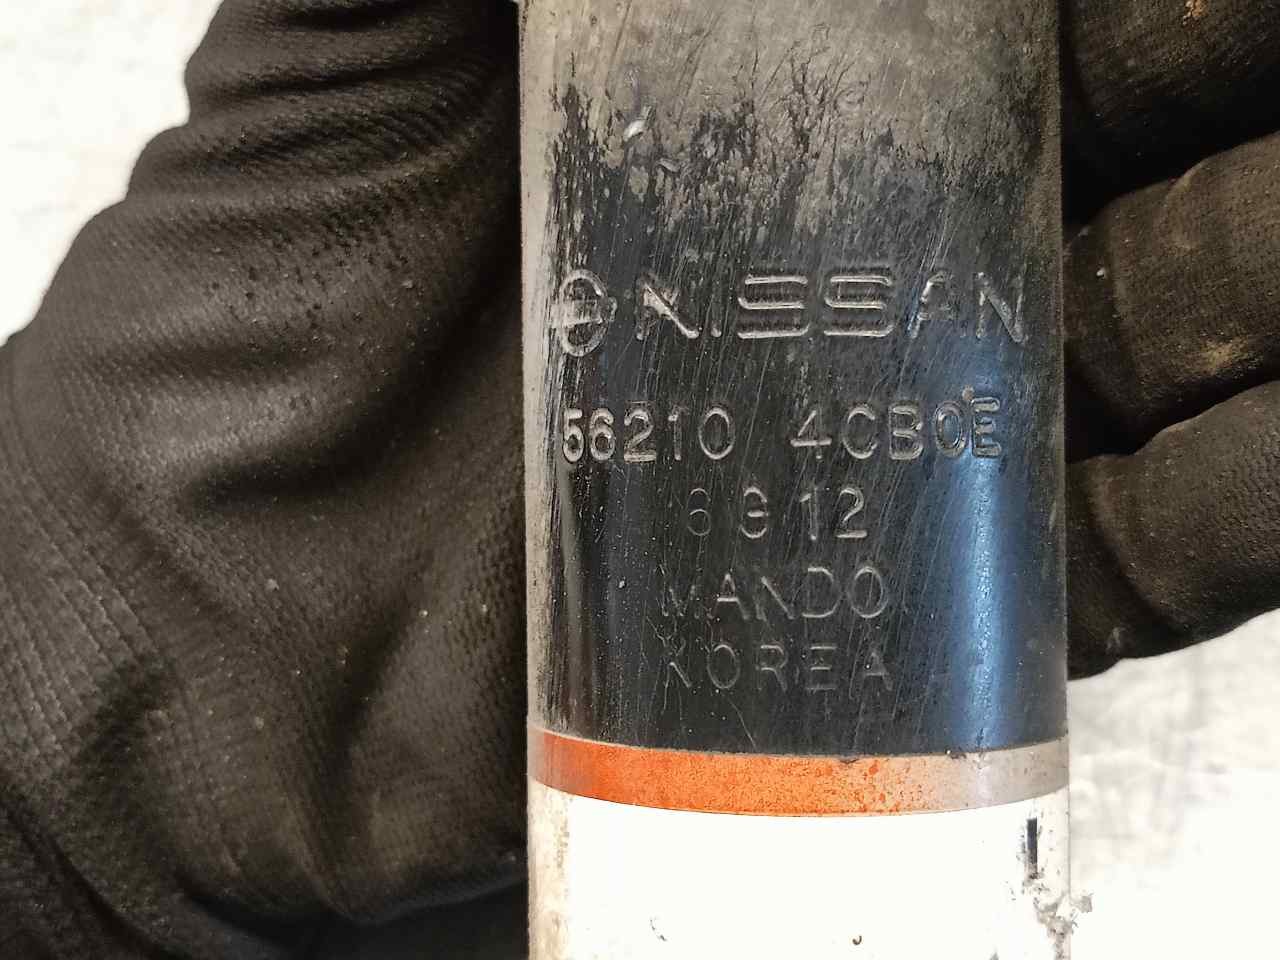 NISSAN
56210 4CB0E
6912
MANDO
KOREA